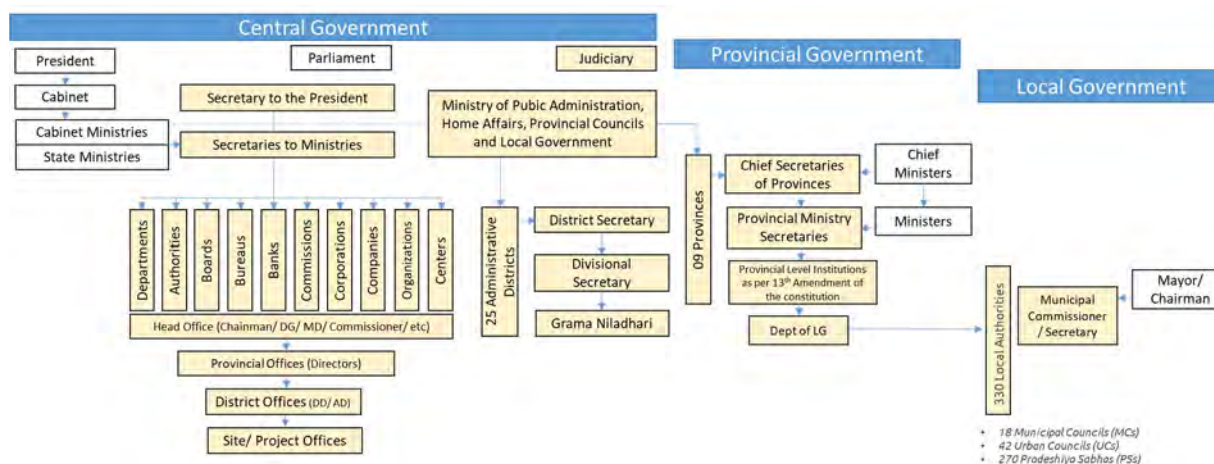 Central Government
Provincial Government
Local Government
President
Cabinet
Cabinet Ministries
State Ministries
Parliament
Secretary to the President
Secretaries to Ministries
Judiciary
Ministry of Pubic Administration,
Home Affairs, Provincial Councils
and Local Government
Departments
Authorities
Boards
Bureaus
Banks
Commissions
Corporations
Companies
Organizations
Centers
Head Office (Chairman/ DG/ MD/ Commissioner/ etc)
Provincial Offices (Directors)
District Offices (DD/ AD)
Site/ Project Offices
25 Administrative
Districts
District Secretary
Divisional
Secretary
Grama Niladhari
09 Provinces
Chief Secretaries
of Provinces
Provincial Ministry
Secretaries
Provincial Level Institutions
as per 13th Amendment of
the constitution
Dept of LG
Chief
Ministers
Ministers
330 Local Authorities
Municipal
Commissioner
/ Secretary
Mayor/
Chairman
• 18 Municipal Councils (MCs)
• 42 Urban Councils (UCs)
• 270 Pradeshiya Sabhas (PSs)